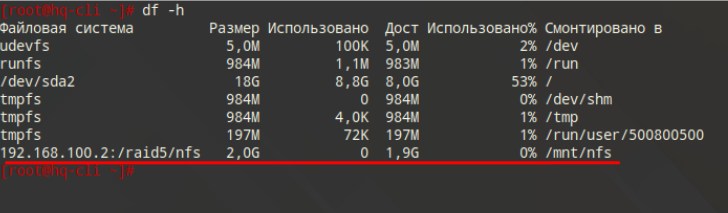 [root@hq-cli ~]# df -h
Файловая система Размер Использовано Дост Использовано% Смонтировано в
udevfs 5,0M 100K 5,0M 2% /dev
runfs 984M 1,1M 983M 1% /run
/dev/sda2 18G 8,8G 8,0G 53% /
tmpfs 984M 0 984M 0% /dev/shm
tmpfs 984M 4,0K 984M 1% /tmp
tmpfs 197M 72K 197M 1% /run/user/500800500
192.168.100.2:/raid5/nfs 2,0G 0 1,9G 0% /mnt/nfs
[root@hq-cli ~]#